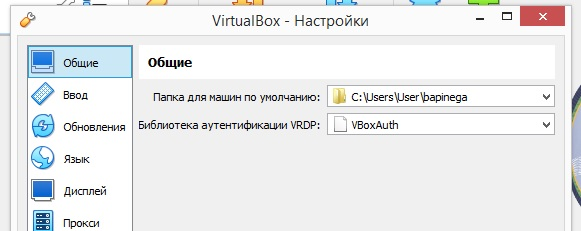 VirtualBox - Настройки
Общие
Ввод
Обновления
Язык
Дисплей
Прокси
Общие
Папка для машин по умолчанию: C:\Users\User\bapinega
Библиотека аутентификации VRDP: VBoxAuth